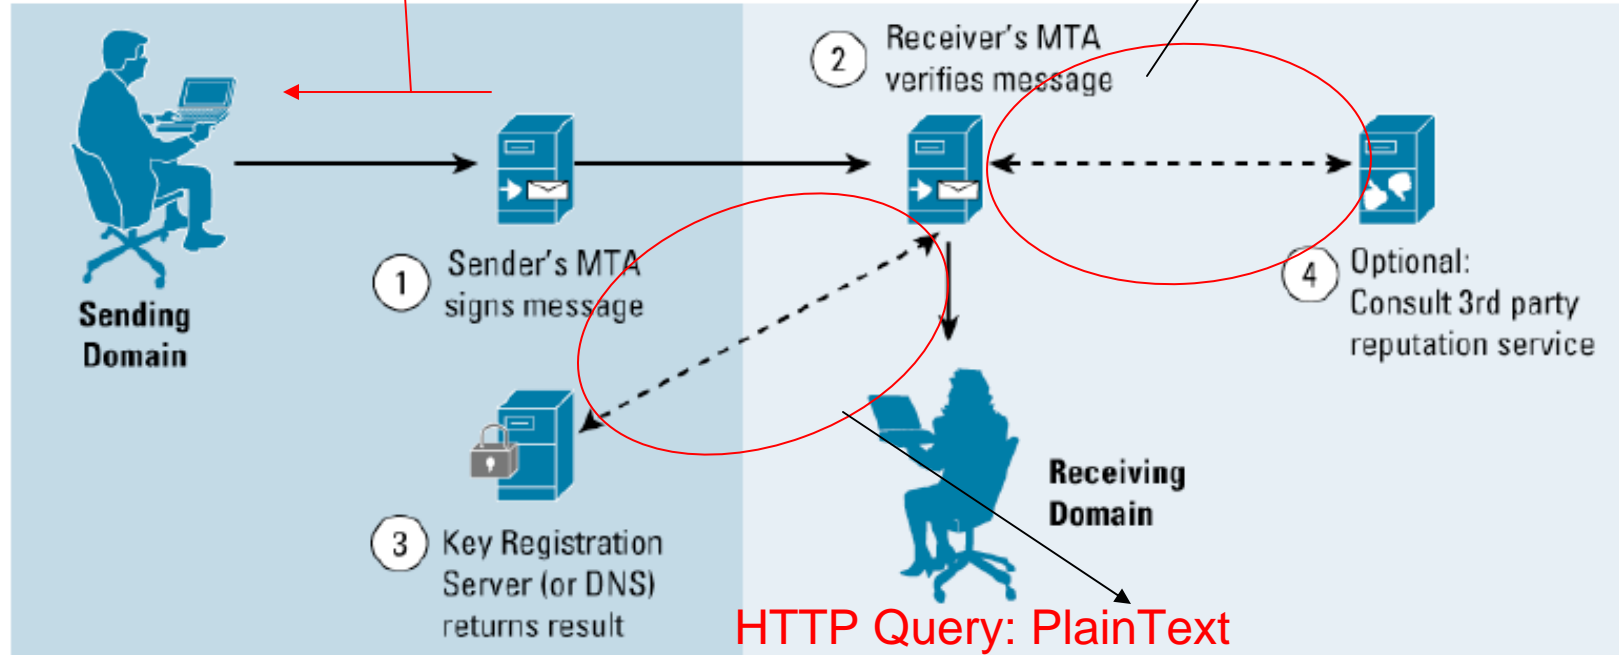 2
Receiver's MTA
verifies message
1
Sender's MTA
signs message
Sending
Domain
4
Optional:
Consult 3rd party
reputation service
3
Key Registration
Server (or DNS)
returns result
Receiving
Domain
HTTP Query: PlainText